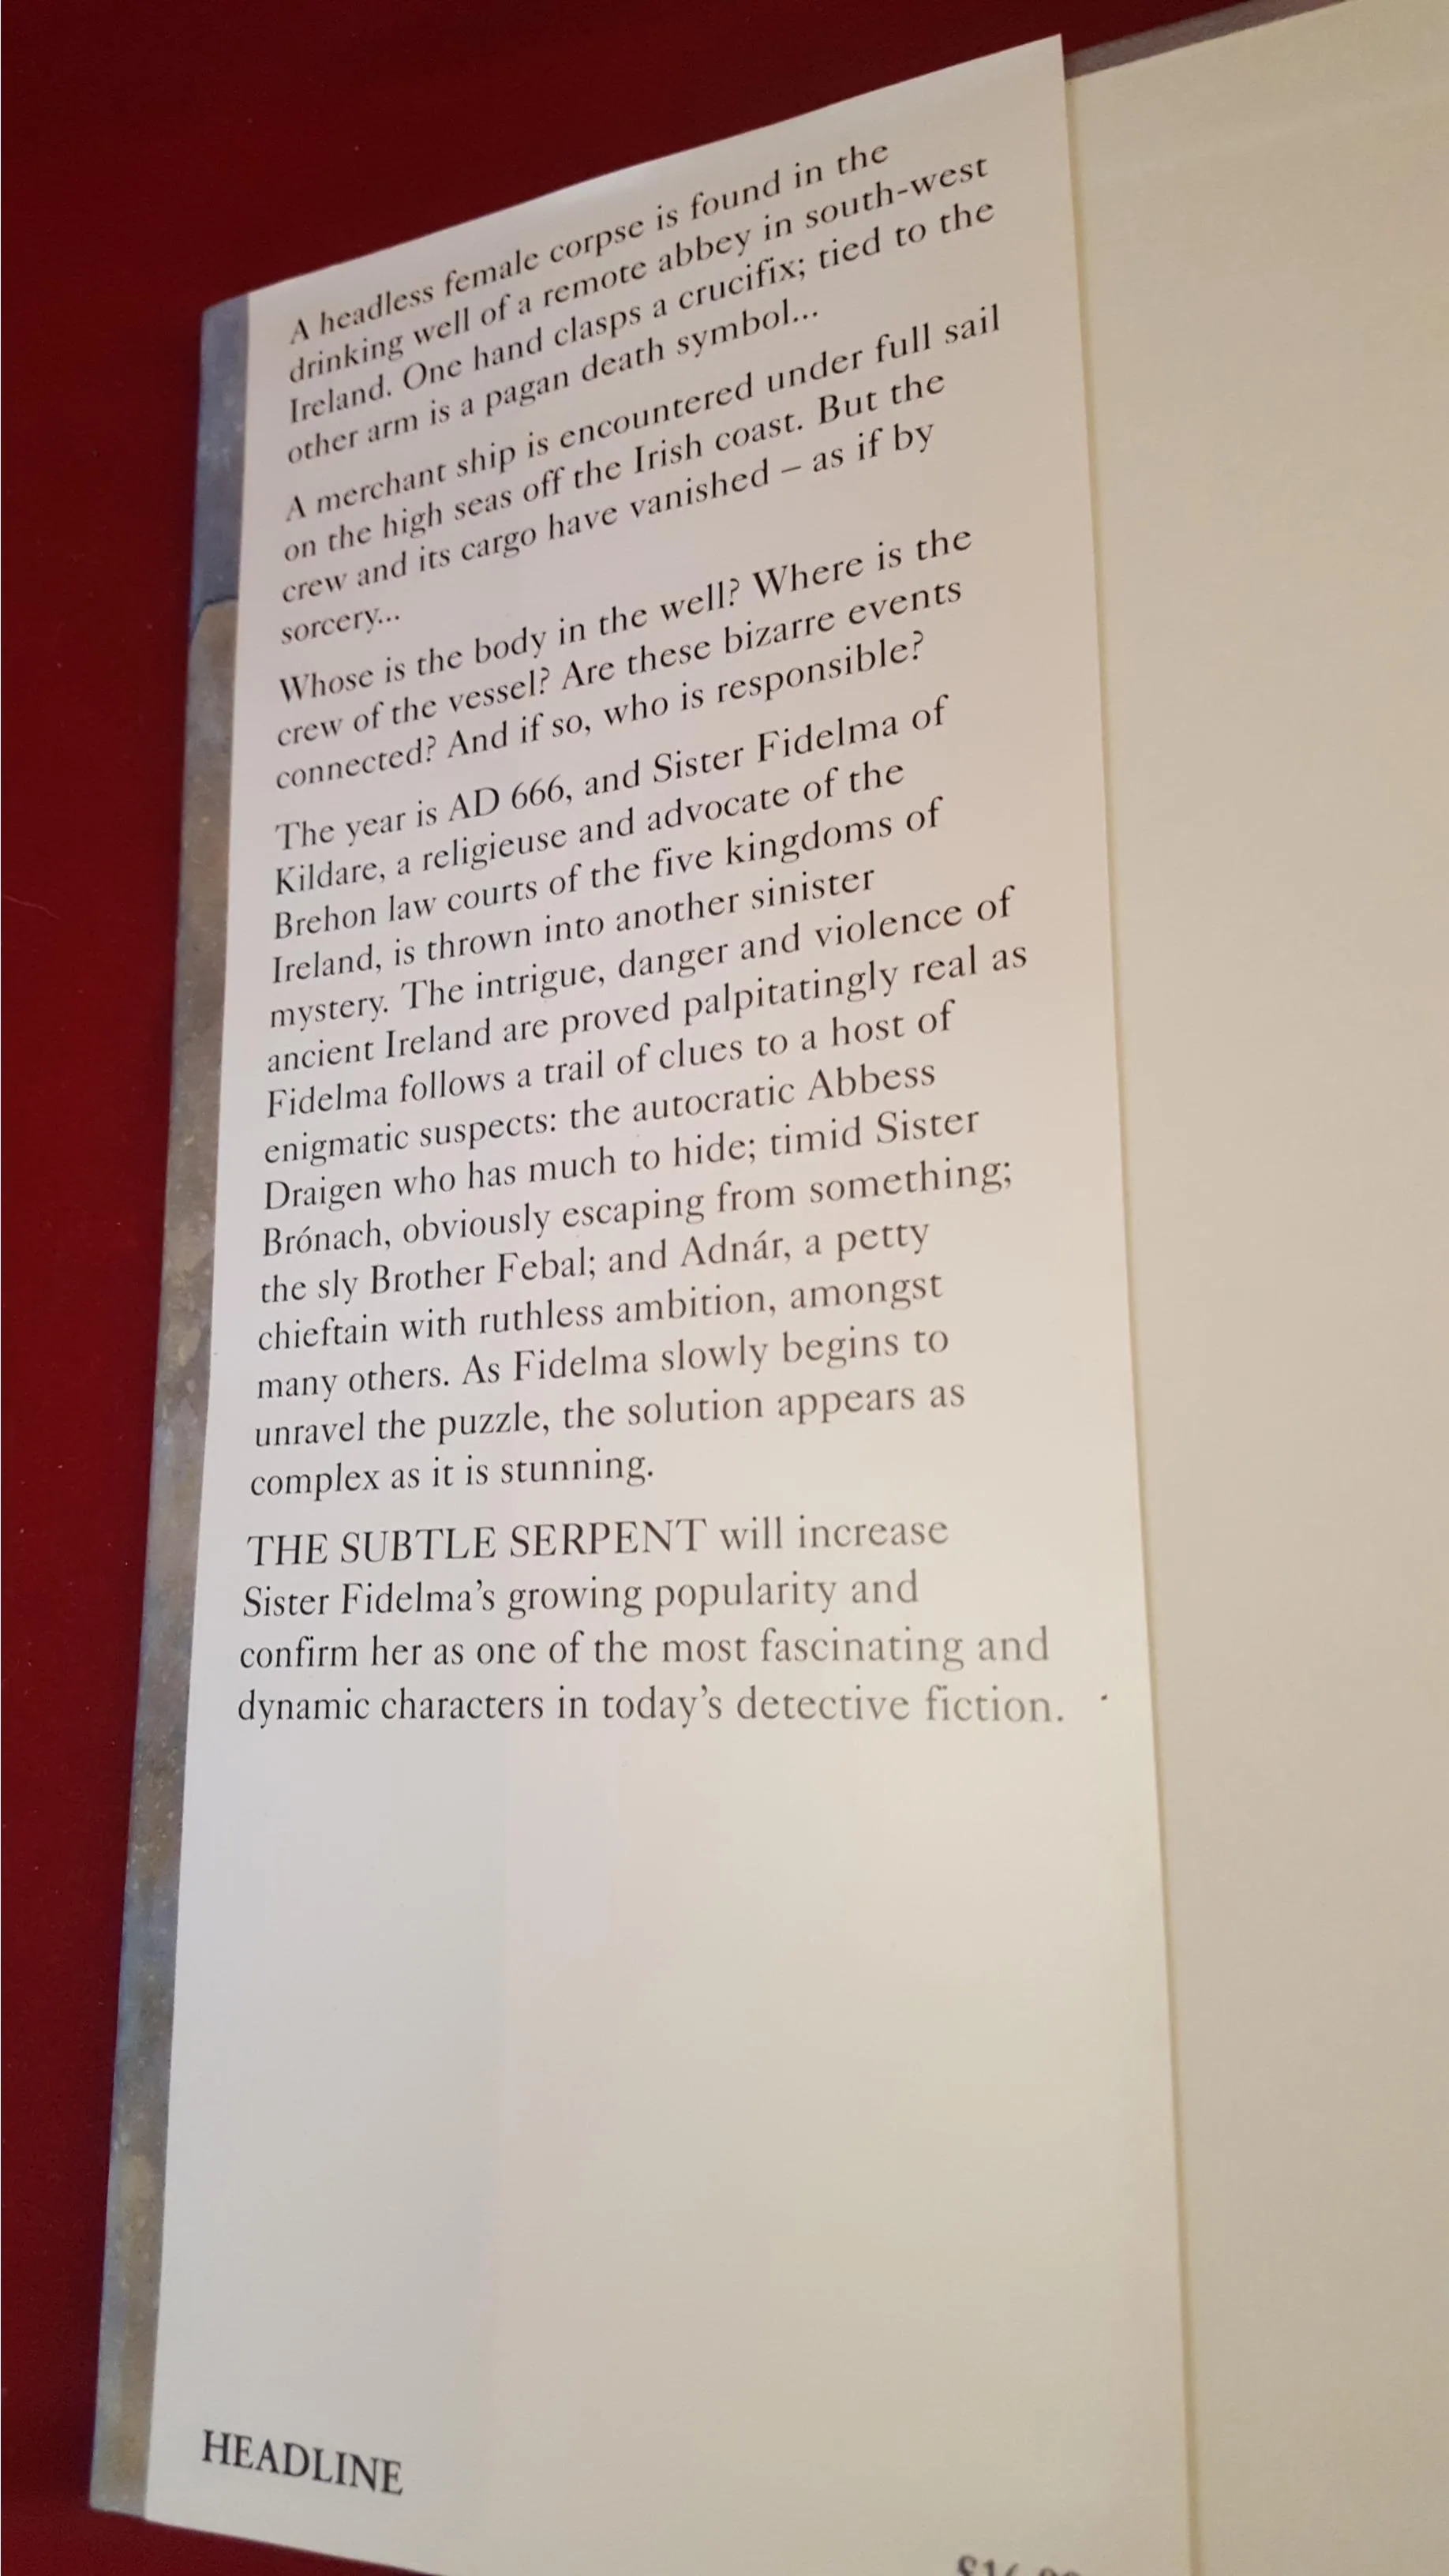 A headless female corpse is found in the
drinking well of a remote abbey in south-west
Ireland. One hand clasps a crucifix; tied to the
other arm is a pagan death symbol...
A merchant ship is encountered under full sail
on the high seas off the Irish coast. But the
crew and its cargo have vanished – as if by
sorcery...
Whose is the body in the well? Where is the
crew of the vessel? Are these bizarre events
connected? And if so, who is responsible?
The year is AD 666, and Sister Fidelma of
Kildare, a religieuse and advocate of the
Brehon law courts of the five kingdoms of
Ireland, is thrown into another sinister
mystery. The intrigue, danger and violence of
ancient Ireland are proved palpitatingly real as
Fidelma follows a trail of clues to a host of
enigmatic suspects: the autocratic Abbess
Draigen who has much to hide; timid Sister
Brónach, obviously escaping from something;
the sly Brother Febal; and Adnár, a petty
chieftain with ruthless ambition, amongst
many others. As Fidelma slowly begins to
unravel the puzzle, the solution appears as
complex as it is stunning.
THE SUBTLE SERPENT will increase
Sister Fidelma's growing popularity and
confirm her as one of the most fascinating and
dynamic characters in today's detective fiction.
HEADLINE